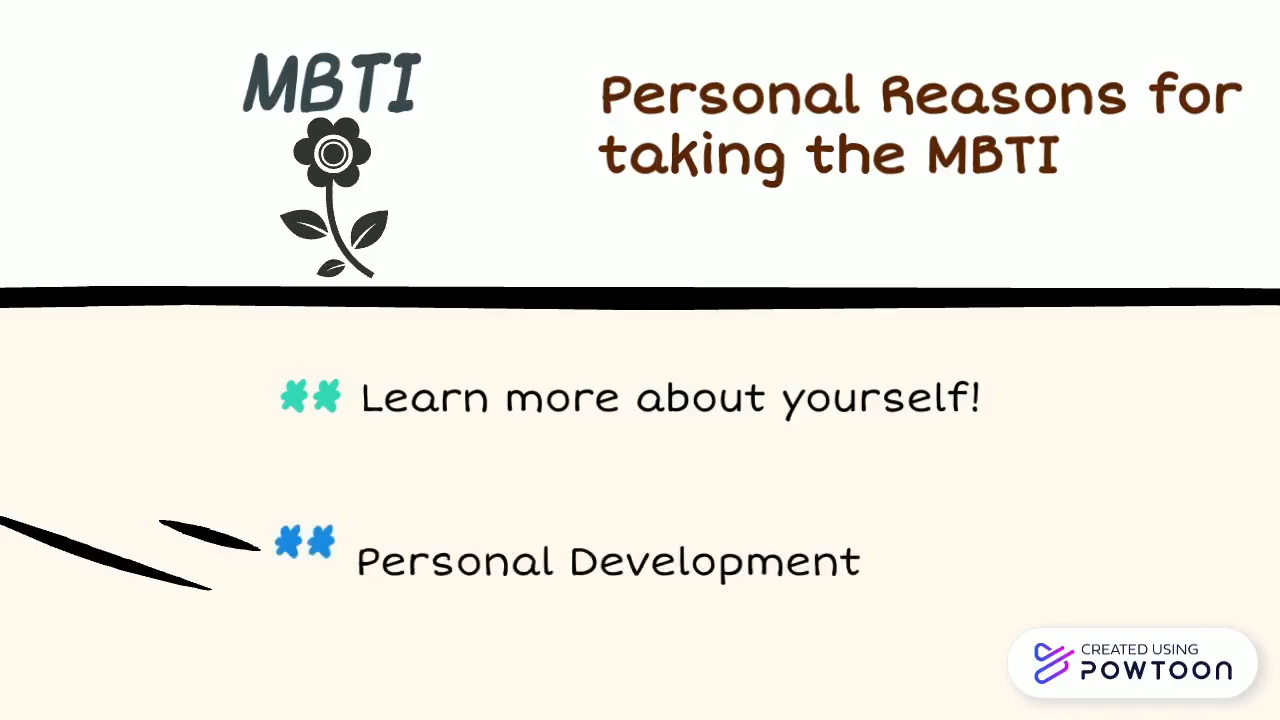 MBTI
Personal Reasons for
taking the MBTI
** Learn more about yourself!
** Personal Development
CREATED USING
POWTOON